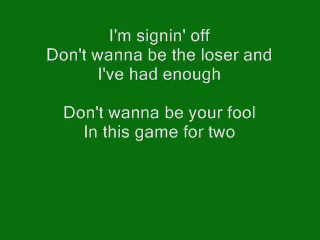 I'm signin' off
Don't wanna be the loser and
I've had enough
Don't wanna be your fool
In this game for two